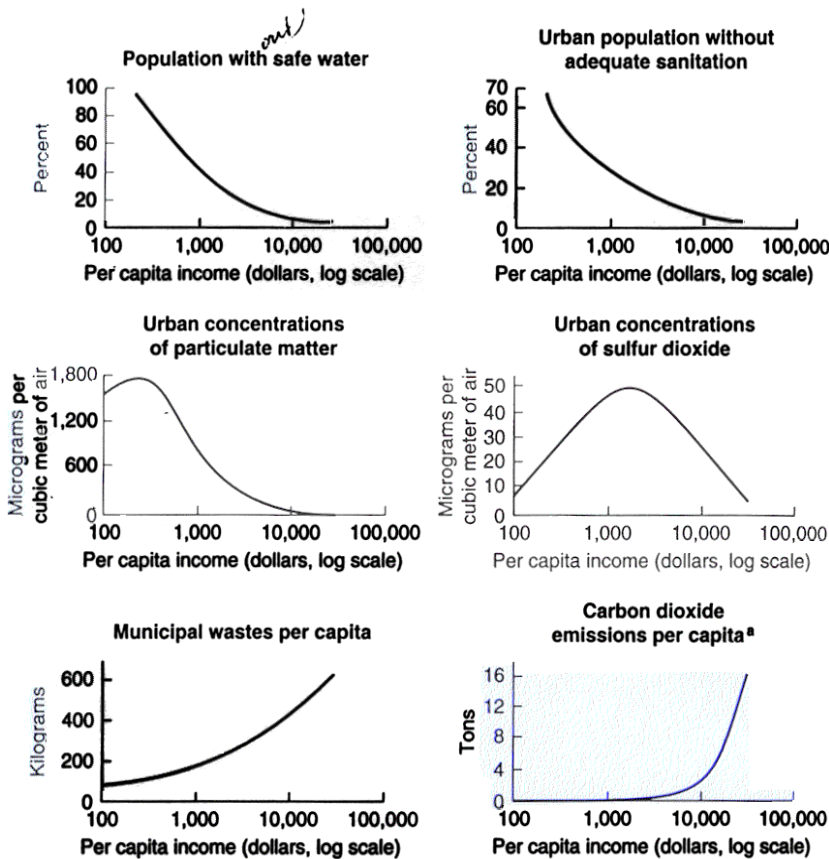 out
Population with safe water
Percent
100
80
60
40
20
0
100 1,000 10,000 100,000
Per capita income (dollars, log scale)
Urban population without
adequate sanitation
Percent
70
60
40
20
0
100 1,000 10,000 100,000
Per capita income (dollars, log scale)
Urban concentrations
of particulate matter
Micrograms per
cubic meter of air
1,800
1,200
600
0
100 1,000 10,000 100,000
Per capita income (dollars, log scale)
Urban concentrations
of sulfur dioxide
Micrograms per
cubic meter of air
50
40
30
20
10
0
100 1,000 10,000 100,000
Per capita income (dollars, log scale)
Municipal wastes per capita
Kilograms
600
400
200
0
100 1,000 10,000 100,000
Per capita income (dollars, log scale)
Carbon dioxide
emissions per capitaᵃ
Tons
16
12
8
4
0
100 1,000 10,000 100,000
Per capita income (dollars, log scale)